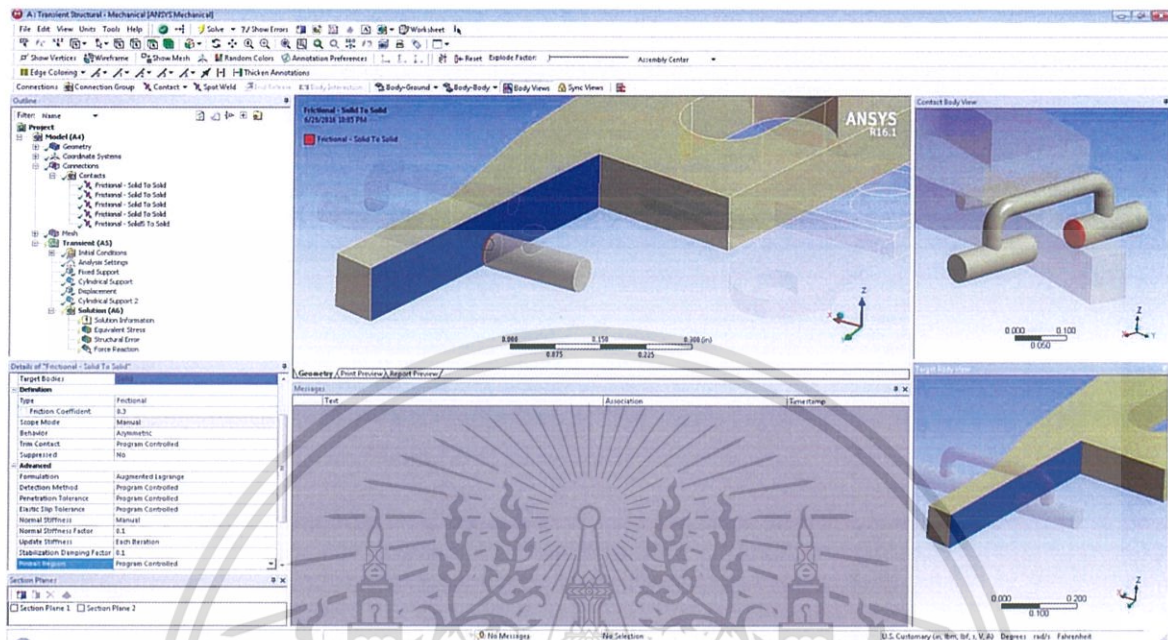 A : Transient Structural - Mechanical [ANSYS Mechanical]
File Edit View Units Tools Help Solve ?/ Show Errors Worksheet
Show Vertices Wireframe Show Mesh Random Colors Annotation Preferences Reset Explode Factor: Assembly Center
Edge Coloring Thicken Annotations
Connections Connection Group Contact Spot Weld End Release Body Interaction Body-Ground Body-Body Body Views Sync Views
Outline
Filter: Name
Project
Model (A4)
Geometry
Coordinate Systems
Connections
Contacts
Frictional - Solid To Solid
Frictional - Solid To Solid
Frictional - Solid To Solid
Frictional - Solid To Solid
Frictional - Solid5 To Solid
Mesh
Transient (A5)
Initial Conditions
Analysis Settings
Fixed Support
Cylindrical Support
Displacement
Cylindrical Support 2
Solution (A6)
Solution Information
Equivalent Stress
Structural Error
Force Reaction
Frictional - Solid To Solid
Frictional - Solid To Solid
ANSYS
R16.1
Z
X
Y
0.000 0.150 0.300 (in)
0.075 0.225
Geometry Print Preview Report Preview
Contact Body View
Z
X
Y
0.000 0.100
0.050
Details of "Frictional - Solid To Solid"
Target Bodies Solid
Definition
Type Frictional
Friction Coefficient 0.3
Scope Mode Manual
Behavior Asymmetric
Trim Contact Program Controlled
Suppressed No
Advanced
Formulation Augmented Lagrange
Detection Method Program Controlled
Penetration Tolerance Program Controlled
Elastic Slip Tolerance Program Controlled
Normal Stiffness Manual
Normal Stiffness Factor 0.1
Update Stiffness Each Iteration
Stabilization Damping Factor 0.1
Pinball Region Program Controlled
Messages
Text Association Timestamp
Target Body View
Z
0.000 0.200
0.100
Section Planes
Section Plane 1 Section Plane 2
No Messages No Selection U.S. Customary (in, lbm, lbf, s, V, A) Degrees rad/s Fahrenheit